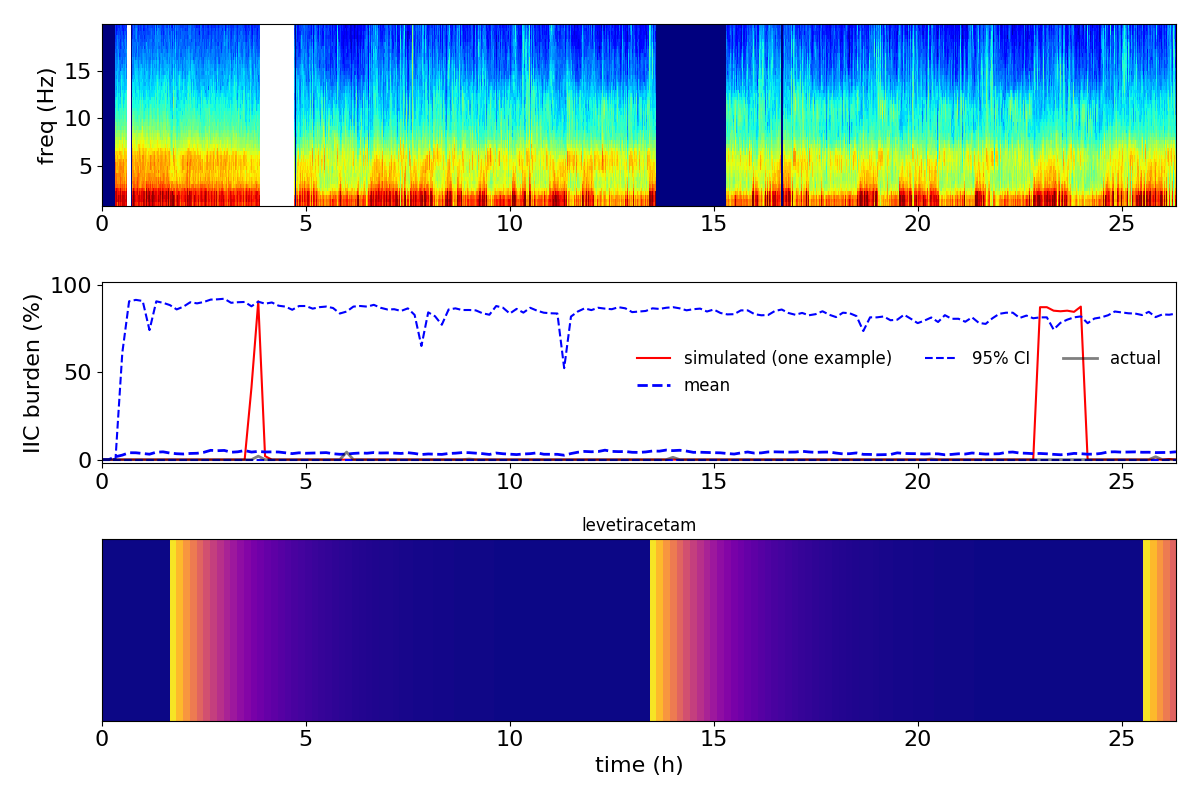 freq (Hz)
15
10
5
0 5 10 15 20 25
IIC burden (%)
100
50
0
simulated (one example) 95% CI actual
mean
0 5 10 15 20 25
levetiracetam
0 5 10 15 20 25
time (h)